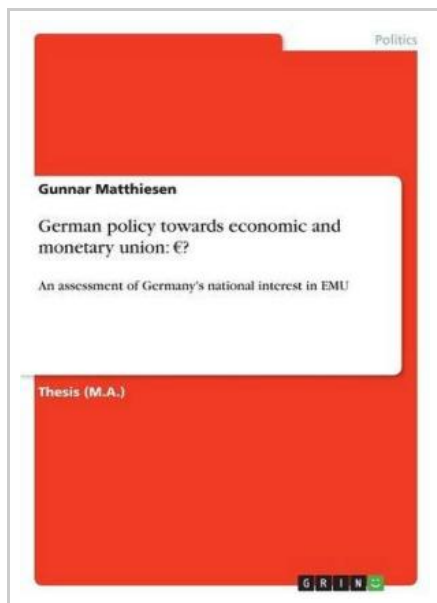 Politics
Gunnar Matthiesen
German policy towards economic and
monetary union: €?
An assessment of Germany's national interest in EMU
Thesis (M.A.)
GRIN